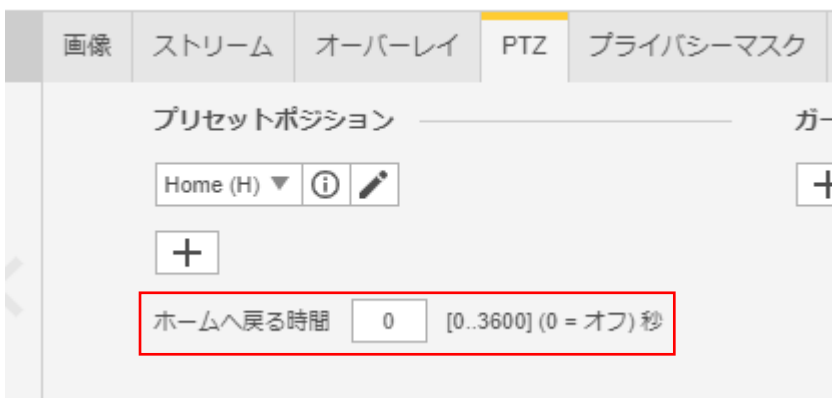 画像 ストリーム オーバーレイ PTZ プライバシーマスク
プリセットポジション ガー
Home (H)
ホームへ戻る時間 0 [0..3600] (0 = オフ) 秒